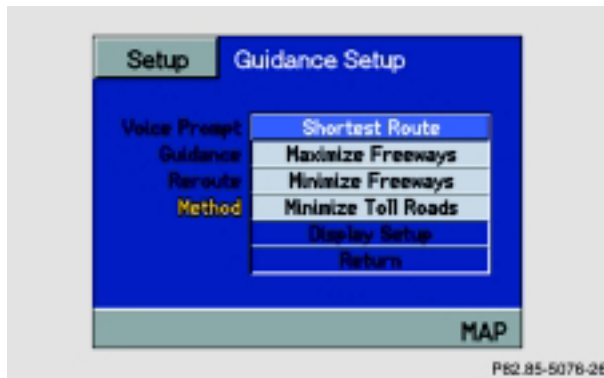 Setup Guidance Setup
Voice Prompt Shortest Route
Guidance Maximize Freeways
Reroute Minimize Freeways
Method Minimize Toll Roads
Display Setup
Return
MAP
P82.85-5076-26